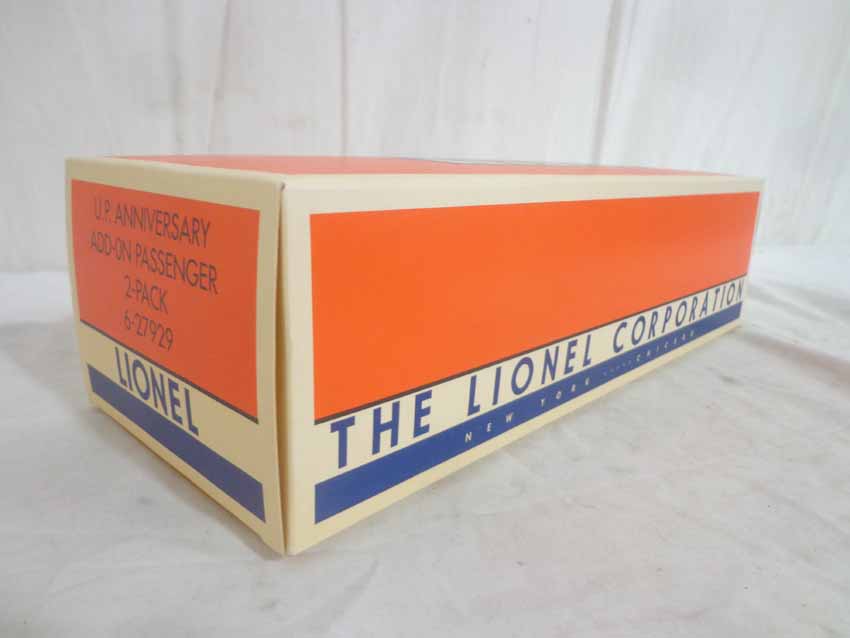 U.P. ANNIVERSARY
ADD-ON PASSENGER
2-PACK
6-27929
LIONEL
THE LIONEL CORPORATION
NEW YORK ..... CHICAGO